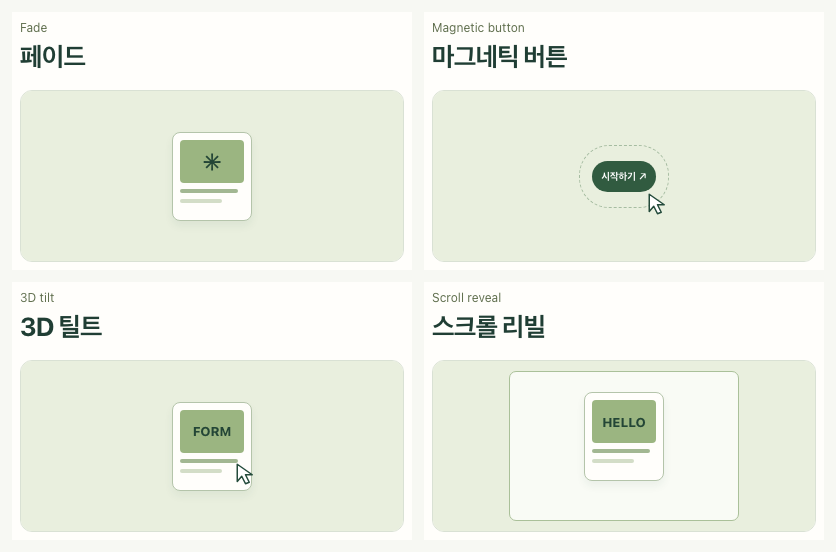 Fade
페이드
Magnetic button
마그네틱 버튼
시작하기 ↗
3D tilt
3D 틸트
FORM
Scroll reveal
스크롤 리빌
HELLO